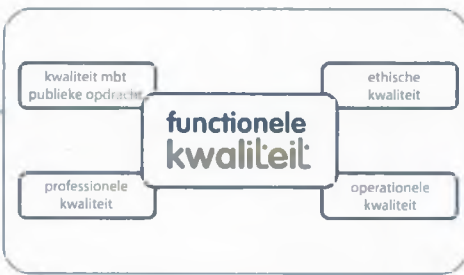 kwaliteit mbt
publieke opdracht
ethische
kwaliteit
functionele
kwaliteit
professionele
kwaliteit
operationele
kwaliteit